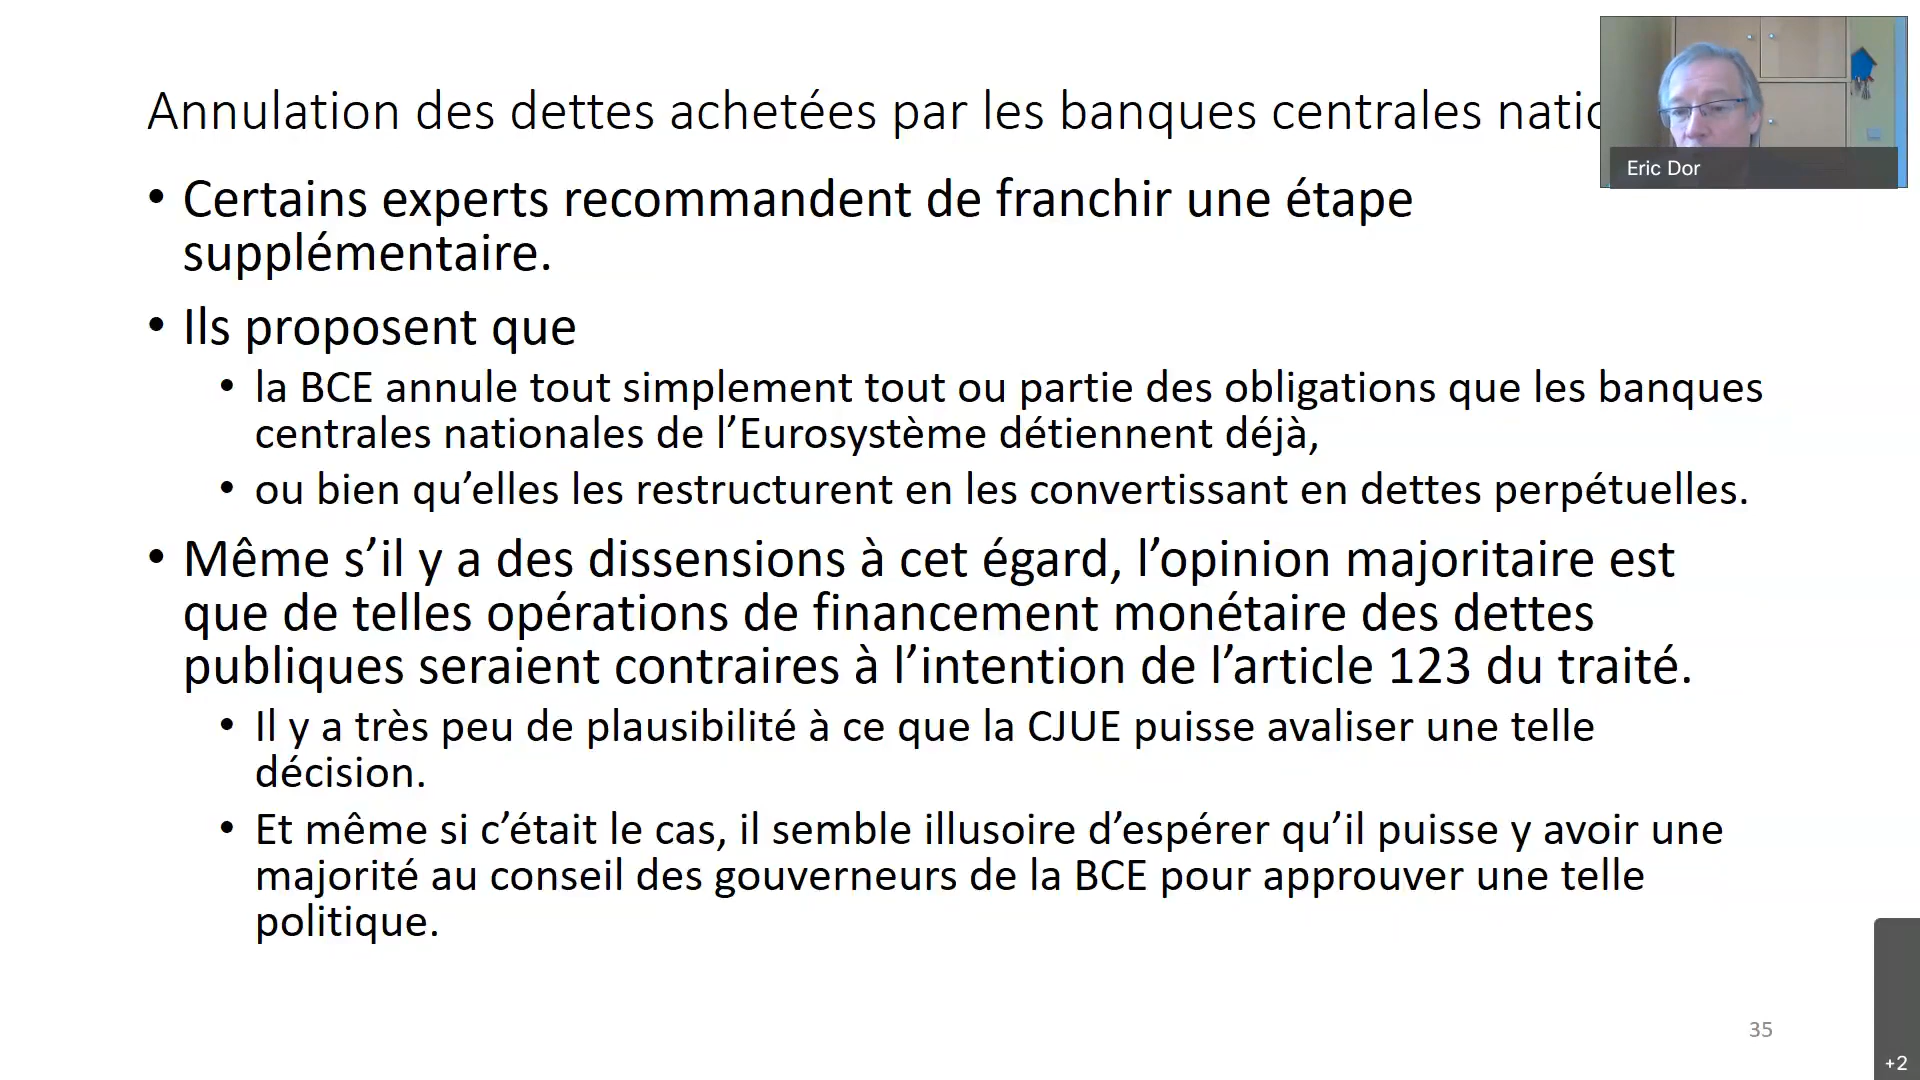 Annulation des dettes achetées par les banques centrales
Eric Dor
• Certains experts recommandent de franchir une étape
supplémentaire.
• Ils proposent que
• la BCE annule tout simplement tout ou partie des obligations que les banques
centrales nationales de l’Eurosystème détiennent déjà,
• ou bien qu’elles les restructurent en les convertissant en dettes perpétuelles.
• Même s’il y a des dissensions à cet égard, l’opinion majoritaire est
que de telles opérations de financement monétaire des dettes
publiques seraient contraires à l’intention de l’article 123 du traité.
• Il y a très peu de plausibilité à ce que la CJUE puisse avaliser une telle
décision.
• Et même si c’était le cas, il semble illusoire d’espérer qu’il puisse y avoir une
majorité au conseil des gouverneurs de la BCE pour approuver une telle
politique.
35
+2